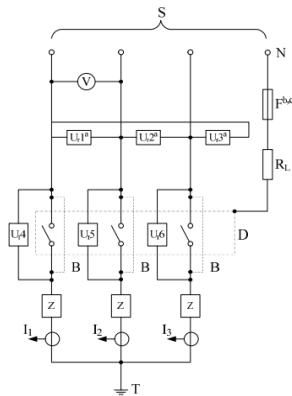 S
N
V
F^b,c
U_r1^a
U_r2^a
U_r3^a
R_L
U_r4
U_r5
U_r6
D
B
B
B
Z
Z
Z
I_1
I_2
I_3
T